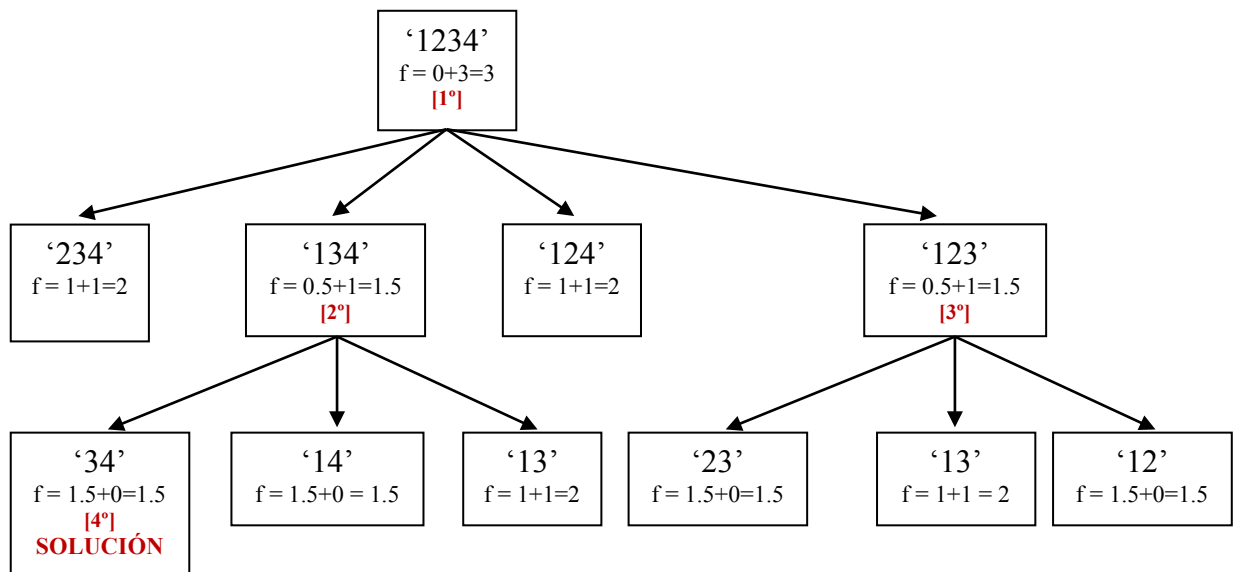 ‘1234’
f = 0+3=3
[1º]
‘234’
f = 1+1=2
‘134’
f = 0.5+1=1.5
[2º]
‘124’
f = 1+1=2
‘123’
f = 0.5+1=1.5
[3º]
‘34’
f = 1.5+0=1.5
[4º]
SOLUCIÓN
‘14’
f = 1.5+0 = 1.5
‘13’
f = 1+1=2
‘23’
f = 1.5+0=1.5
‘13’
f = 1+1 = 2
‘12’
f = 1.5+0=1.5